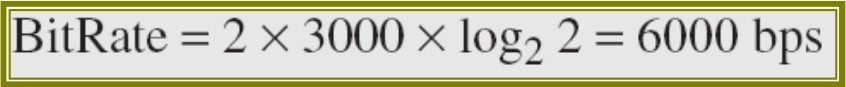 BitRate = 2 × 3000 × log₂ 2 = 6000 bps